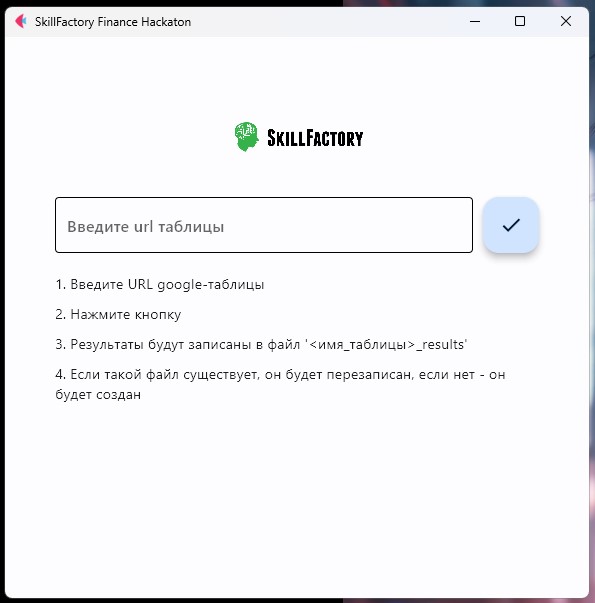 SkillFactory Finance Hackaton
SKILLFACTORY
Введите url таблицы
1. Введите URL google-таблицы
2. Нажмите кнопку
3. Результаты будут записаны в файл '<имя_таблицы>_results'
4. Если такой файл существует, он будет перезаписан, если нет - он
будет создан